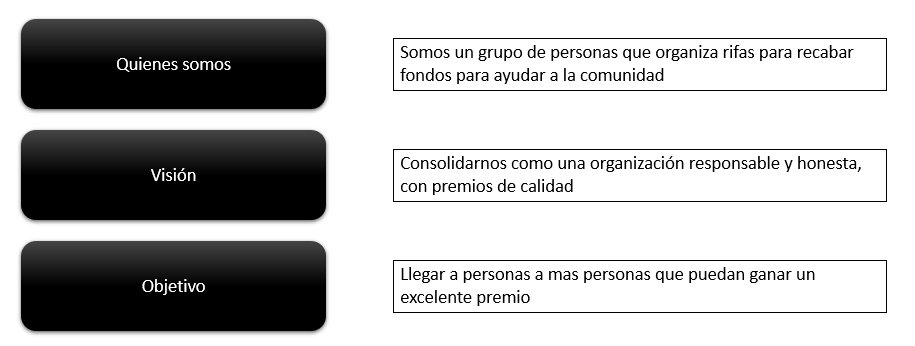 Quienes somos
Somos un grupo de personas que organiza rifas para recabar
fondos para ayudar a la comunidad
Visión
Consolidarnos como una organización responsable y honesta,
con premios de calidad
Objetivo
Llegar a personas a mas personas que puedan ganar un
excelente premio